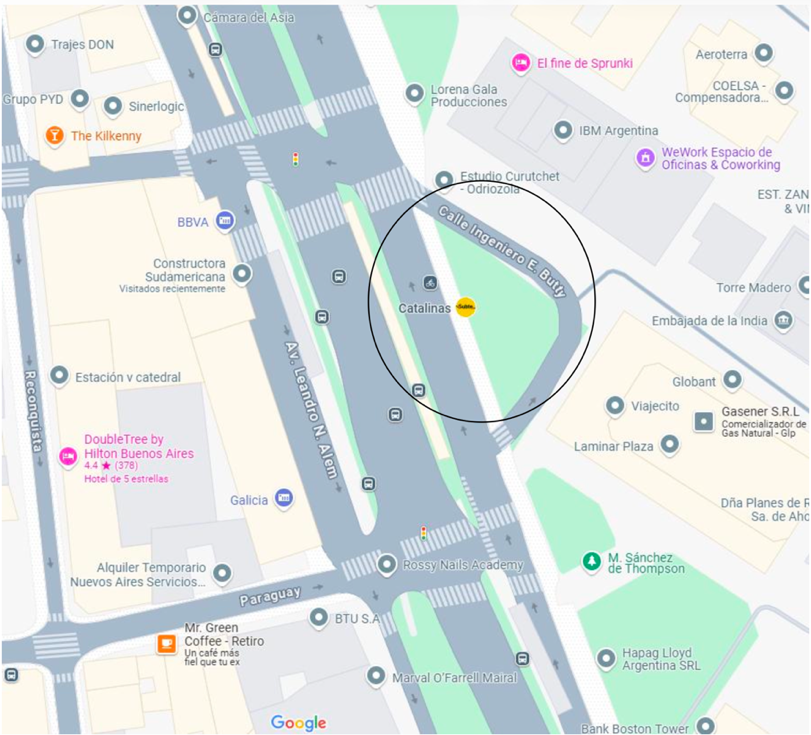 Cámara del Asia
Trajes DON
El fine de Sprunki
Aeroterra
COELSA -
Compensadora...
Grupo PYD
Sinerlogic
Lorena Gala
Producciones
The Kilkenny
IBM Argentina
WeWork Espacio de
Oficinas & Coworking
Estudio Curutchet
- Odriozola
EST. ZAN
& VI
BBVA
Calle Ingeniero E. Butty
Constructora
Sudamericana
Visitados recientemente
Torre Madero
Catalinas
Embajada de la India
Av. Leandro N. Alem
Reconquista
Estación v catedral
Globant
Viajecito
Gasener S.R.L
Comercializador de
Gas Natural - Glp
DoubleTree by
Hilton Buenos Aires
4.4 ★ (378)
Hotel de 5 estrellas
Laminar Plaza
Galicia
Dña Planes de R
Sa. de Aho
Alquiler Temporario
Nuevos Aires Servicios...
Rossy Nails Academy
M. Sánchez
de Thompson
Paraguay
BTU S.A
Mr. Green
Coffee - Retiro
Un café más
fiel que tu ex
Hapag Lloyd
Argentina SRL
Marval O'Farrell Mairal
Google
Bank Boston Tower